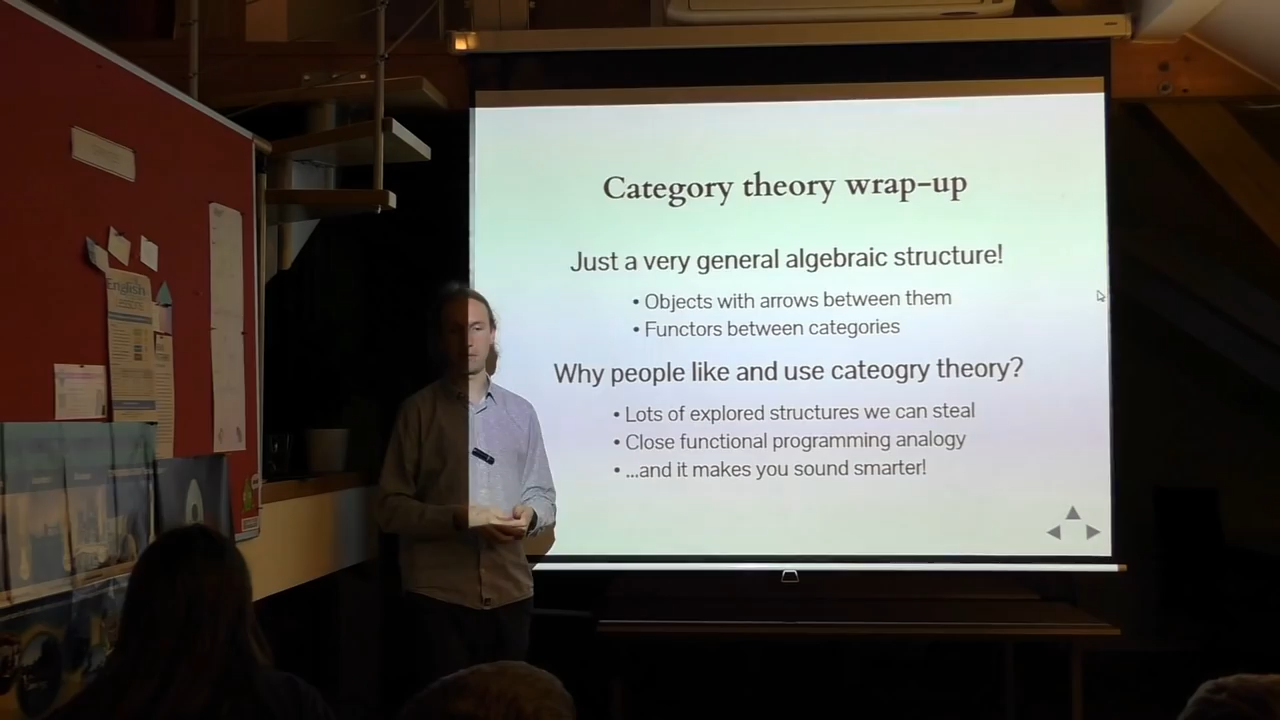 Category theory wrap-up
Just a very general algebraic structure!
• Objects with arrows between them
• Functors between categories
Why people like and use cateogry theory?
• Lots of explored structures we can steal
• Close functional programming analogy
• ...and it makes you sound smarter!
English
Lessons